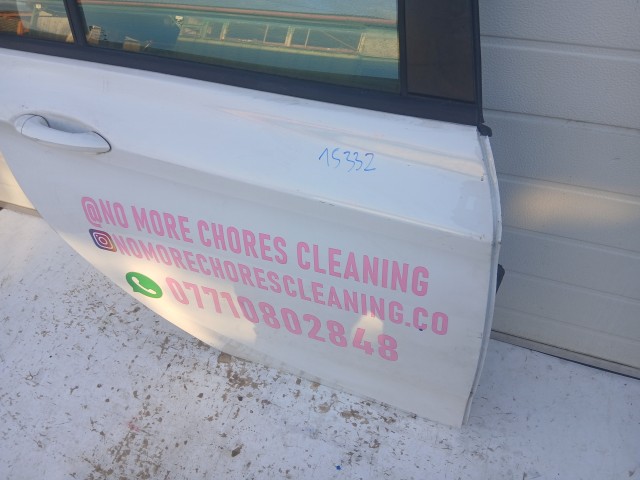 15332
@NO MORE CHORES CLEANING
NOMORECHORESCLEANING.CO
07710802848